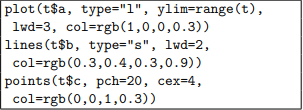 plot(t$a, type="l", ylim=range(t),
 lwd=3, col=rgb(1,0,0,0.3))
lines(t$b, type="s", lwd=2,
 col=rgb(0.3,0.4,0.3,0.9))
points(t$c, pch=20, cex=4,
 col=rgb(0,0,1,0.3))